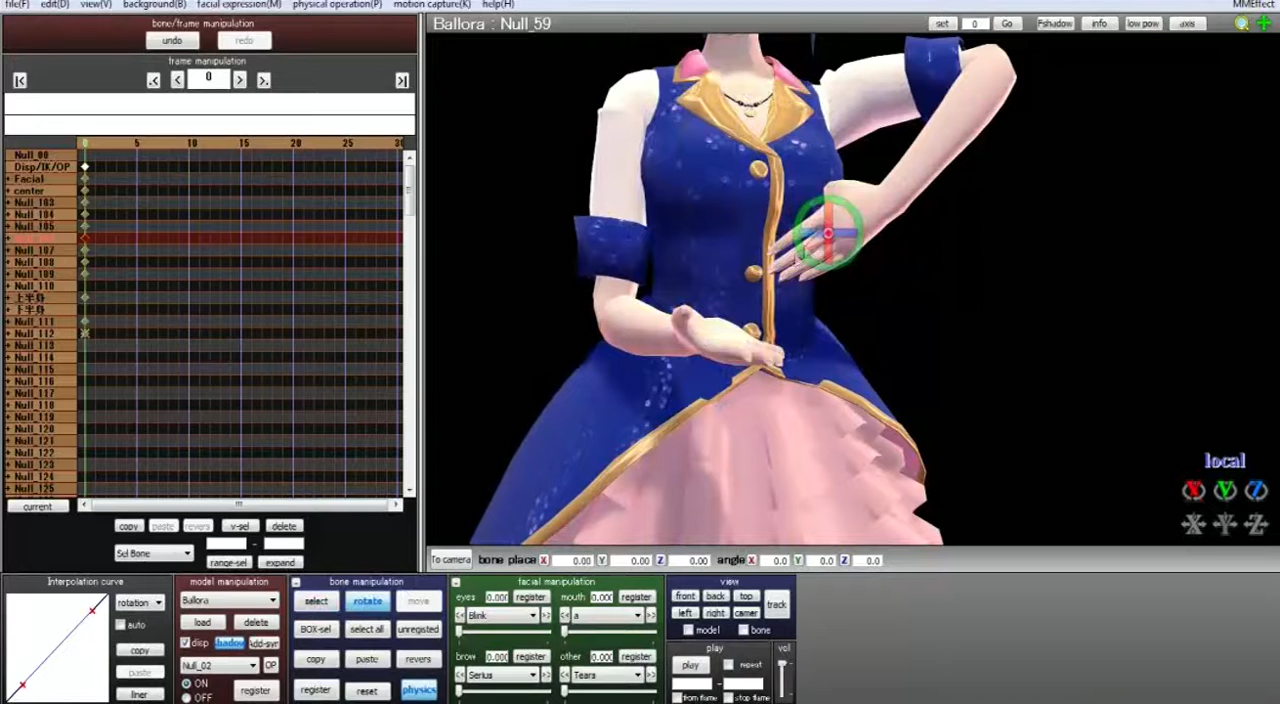 file(F) edit(D) view(V) background(B) facial expression(M) physical operation(P) motion capture(K) help(H) MMEffect
bone/frame manipulation
undo redo
frame manipulation
0
Ballora : Null_59 set 0 Go Fshadow info low pow axis
0 5 10 15 20 25 30
Null_00
Disp/IK/OP
Facial
center
Null_103
Null_104
Null_105
Null_107
Null_108
Null_109
Null_110
上半身
下半身
Null_111
Null_112
Null_113
Null_114
Null_115
Null_116
Null_117
Null_118
Null_119
Null_120
Null_121
Null_122
Null_123
Null_124
Null_125
current
copy paste revers v-sel delete
Sel Bone -
range-sel expand
local
X Y Z
X Y Z
To camera bone place X 0.00 Y 0.00 Z 0.00 angle X 0.0 Y 0.0 Z 0.0
Interpolation curve
rotation
auto
copy
paste
liner
model manipulation
Ballora
load delete
disp shadow Add-svr
Null_02 OP
ON
OFF
register
bone manipulation
select rotate move
BOX-sel select all unregisted
copy paste revers
register reset physics
facial manipulation
eyes 0.000 register mouth 0.000 register
<< Blink >> << a >>
brow 0.000 register other 0.000 register
<< Serius >> << Tears >>
view
front back top
left right camer
track
model bone
play
play repeat
-
from flame stop flame
vol